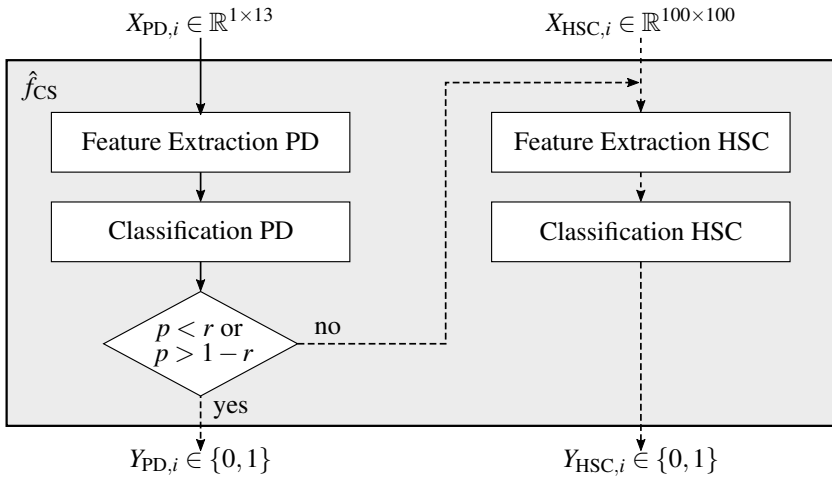 X_PD,i ∈ ℝ^1×13
X_HSC,i ∈ ℝ^100×100
f̂_CS
Feature Extraction PD
Feature Extraction HSC
Classification PD
Classification HSC
p < r or
p > 1 − r
no
yes
Y_PD,i ∈ {0, 1}
Y_HSC,i ∈ {0, 1}